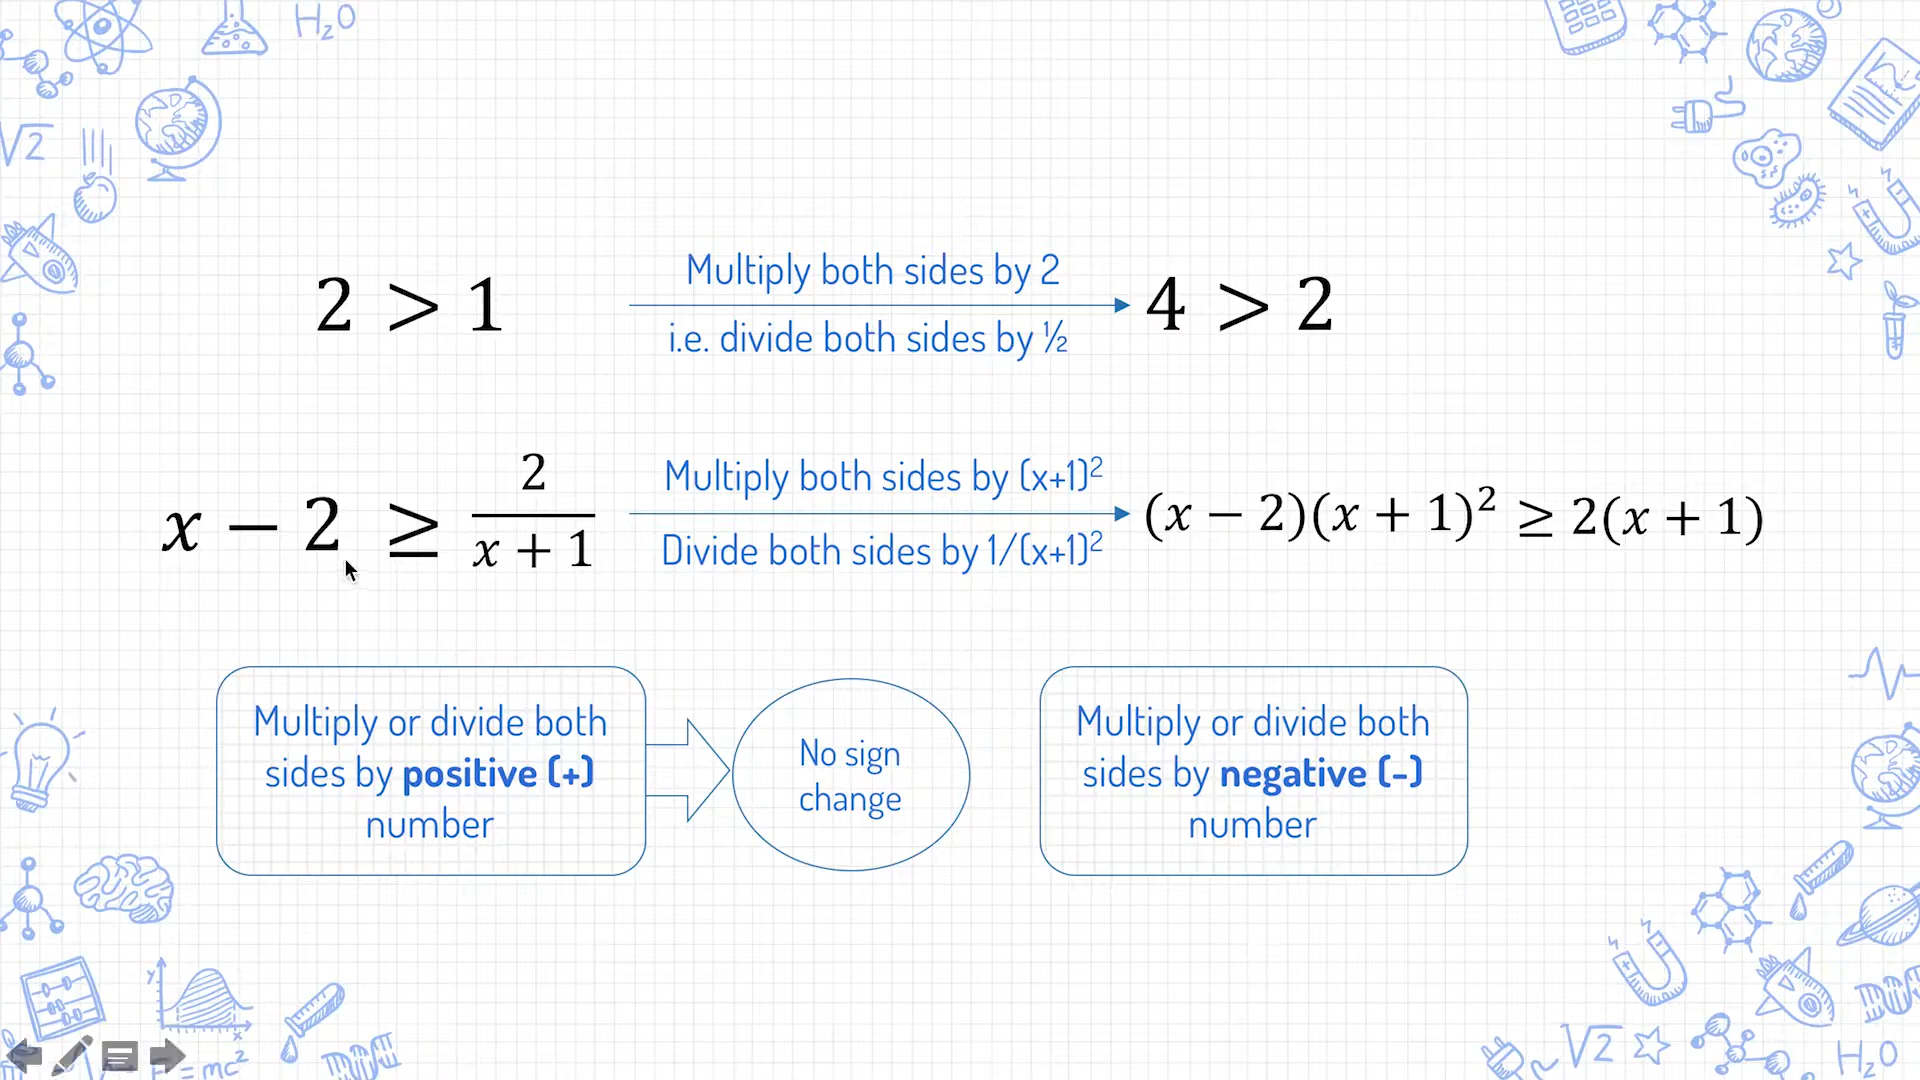 H₂O
√2
2 > 1
Multiply both sides by 2
i.e. divide both sides by ½
4 > 2
x − 2 ≥ 2/(x + 1)
Multiply both sides by (x+1)²
Divide both sides by 1/(x+1)²
(x − 2)(x + 1)² ≥ 2(x + 1)
Multiply or divide both
sides by positive (+)
number
No sign
change
Multiply or divide both
sides by negative (-)
number
y
x
=mc²
√2
H₂O